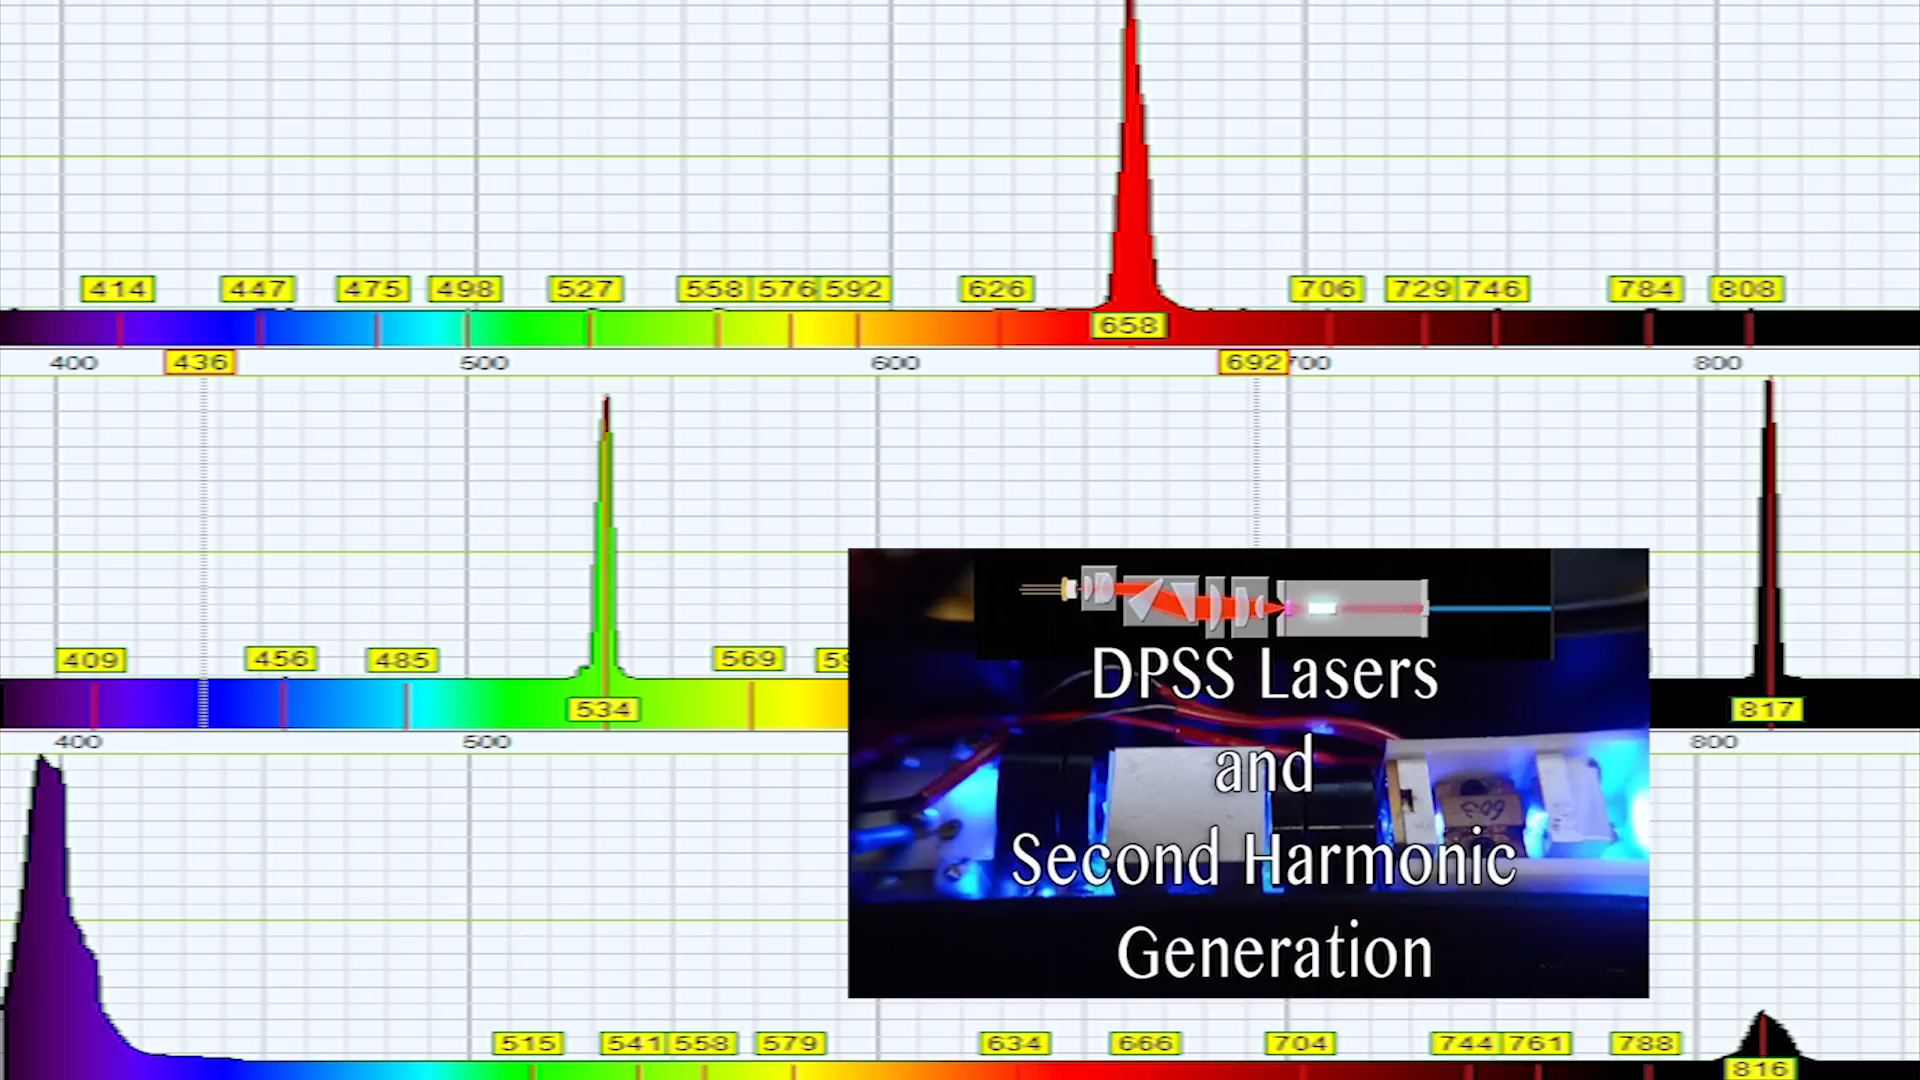 414 447 475 498 527 558 576 592 626 706 729 746 784 808
658
400 436 500 600 692 700 800
409 456 485 569
534 817
400 500 800
DPSS Lasers
and
Second Harmonic
Generation
515 541 558 579 634 666 704 744 761 788
816